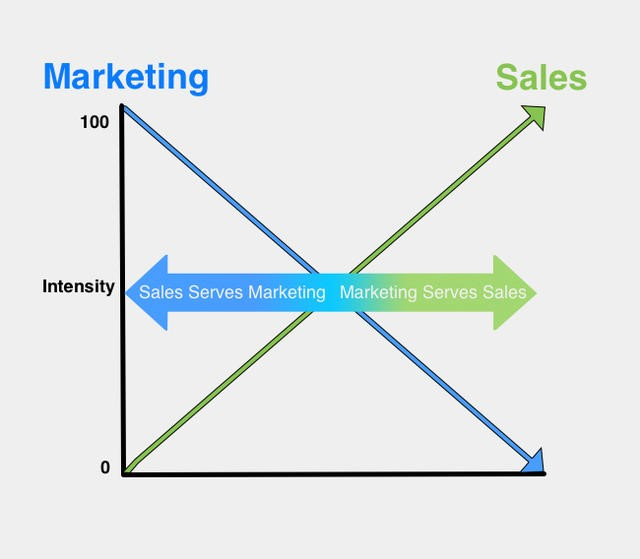 Marketing
Sales
100
Intensity
Sales Serves Marketing
Marketing Serves Sales
0